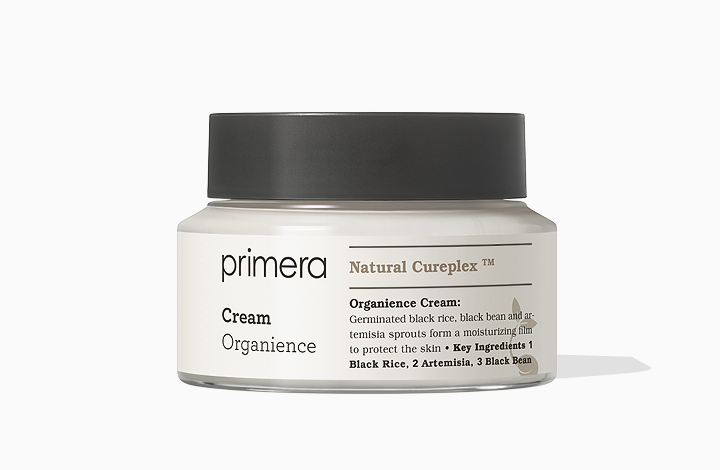 primera
Cream
Organience
Natural Cureplex ™
Organience Cream:
Germinated black rice, black bean and ar-
temisia sprouts form a moisturizing film
to protect the skin • Key Ingredients 1
Black Rice, 2 Artemisia, 3 Black Bean